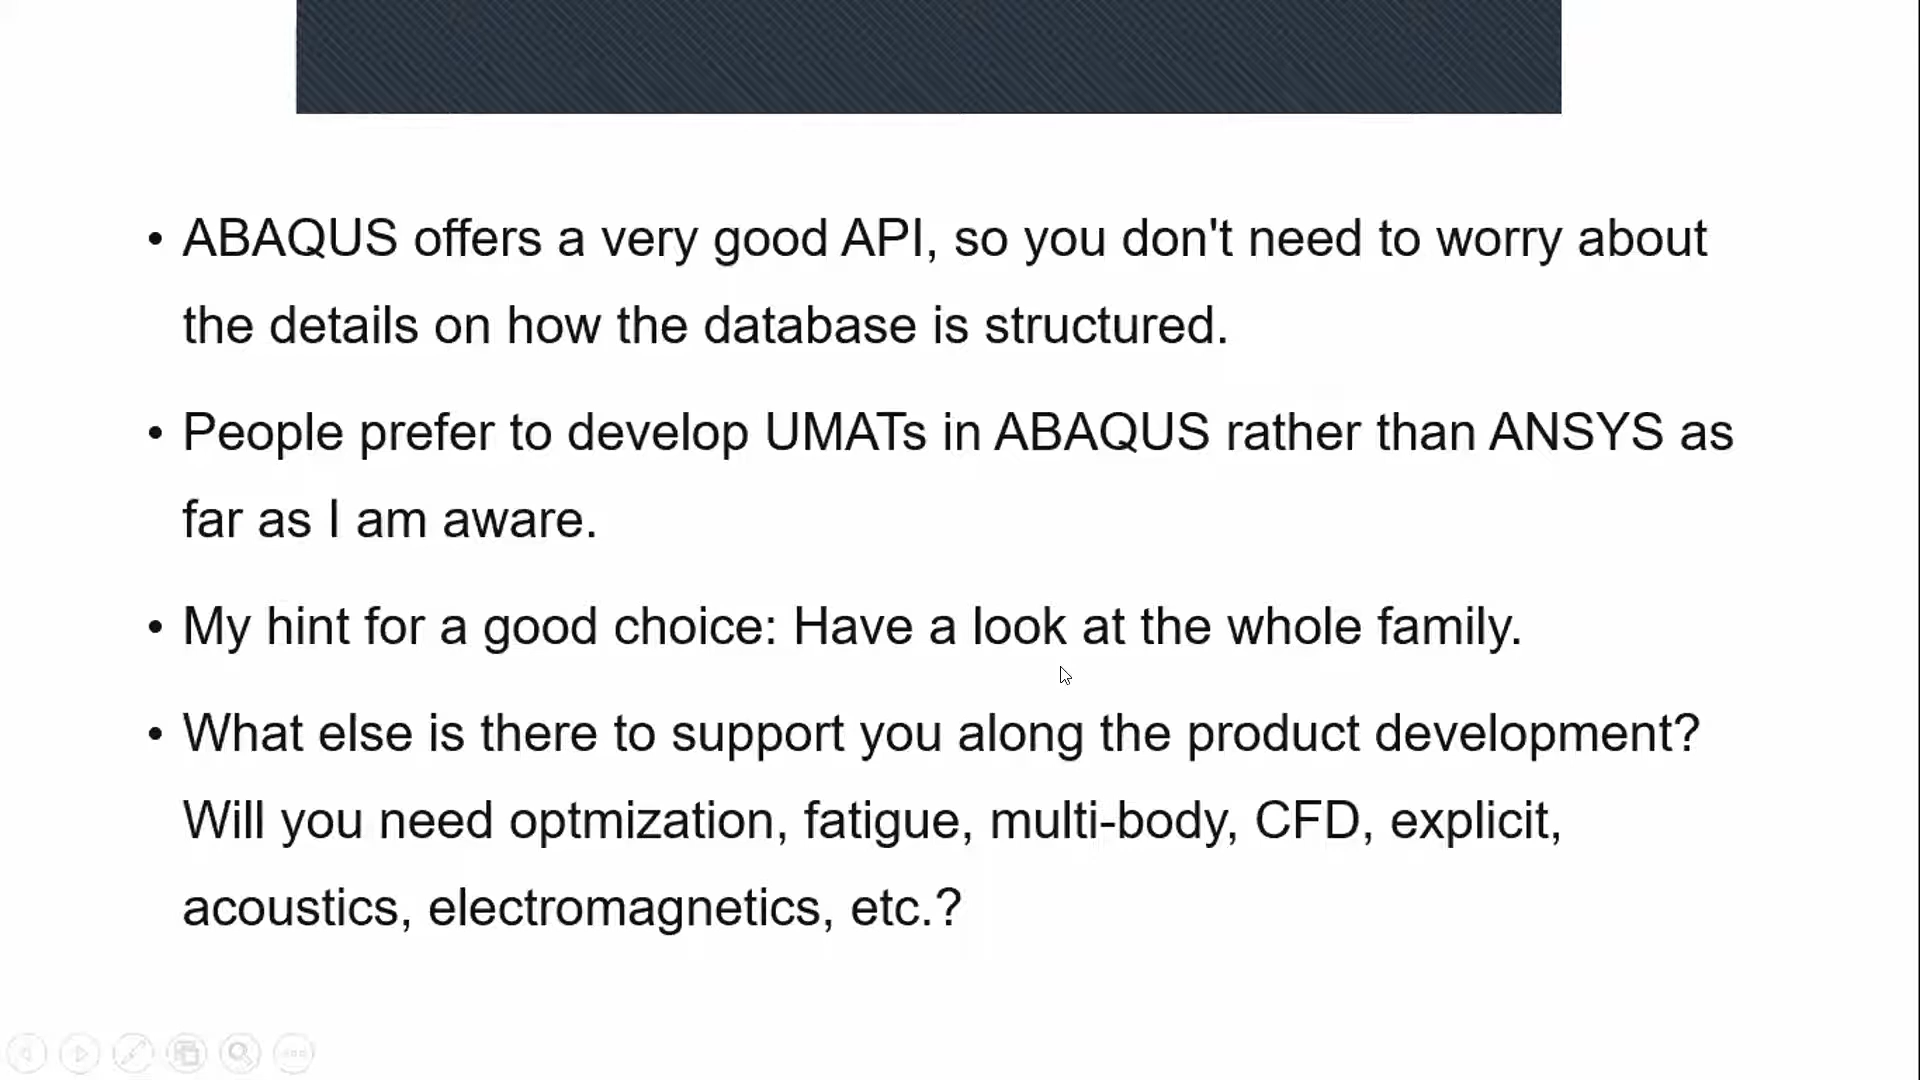 • ABAQUS offers a very good API, so you don't need to worry about
the details on how the database is structured.
• People prefer to develop UMATs in ABAQUS rather than ANSYS as
far as I am aware.
• My hint for a good choice: Have a look at the whole family.
• What else is there to support you along the product development?
Will you need optmization, fatigue, multi-body, CFD, explicit,
acoustics, electromagnetics, etc.?